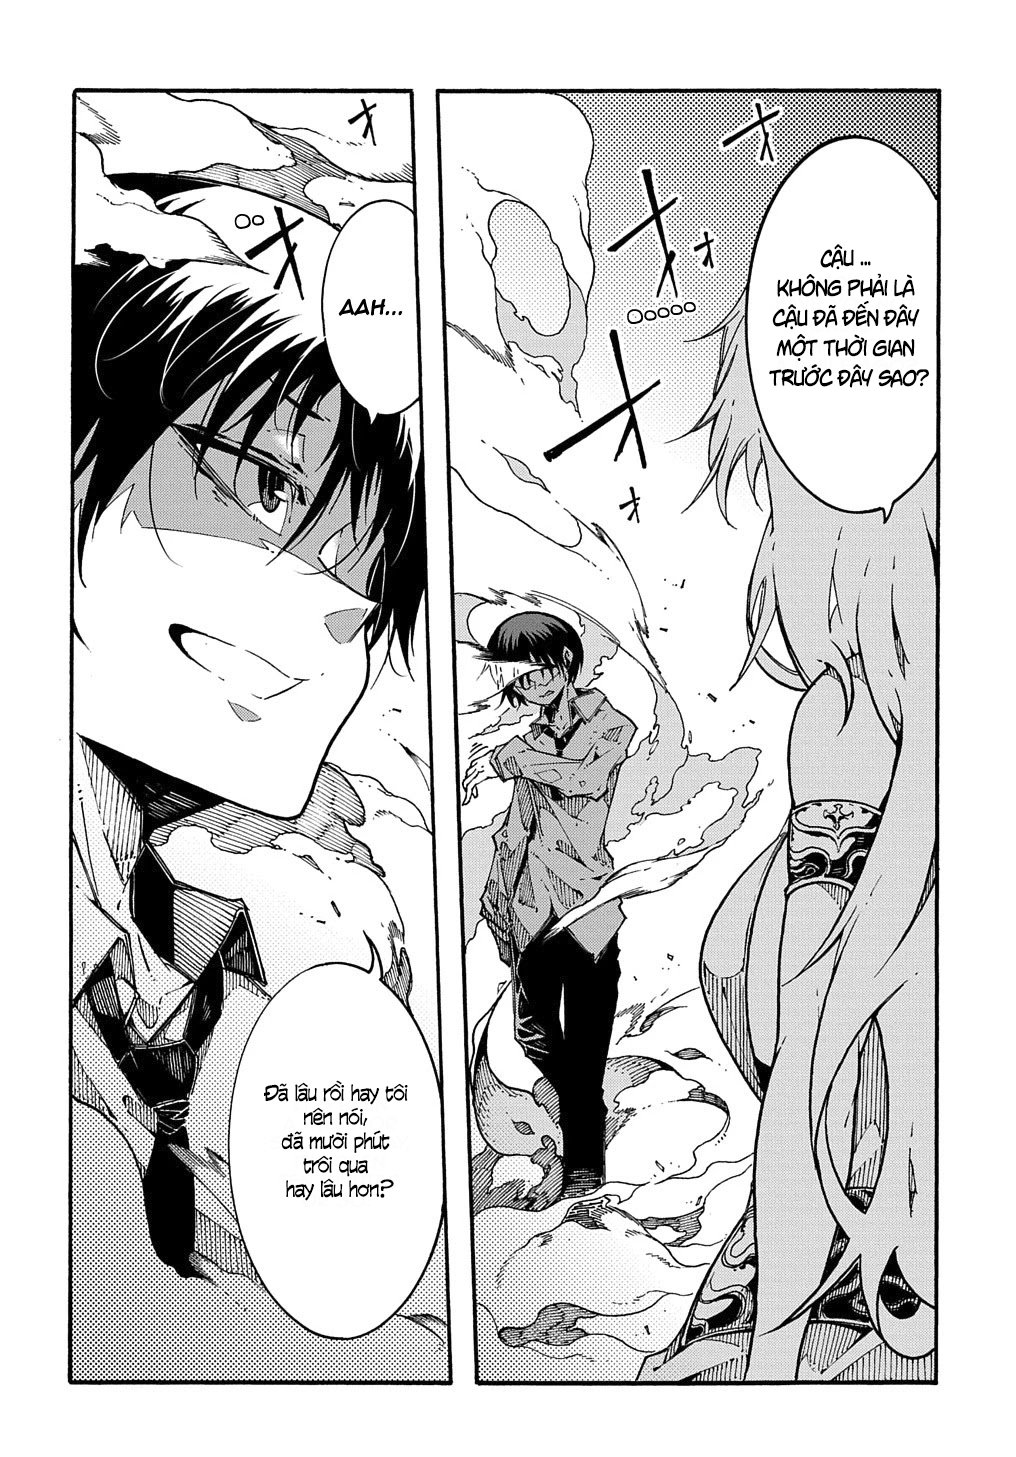 CẬU ...
KHÔNG PHẢI LÀ
CẬU ĐÃ ĐẾN ĐÂY
MỘT THỜI GIAN
TRƯỚC ĐÂY SAO?
AAH...
Đã lâu rồi hay tôi
nên nói,
đã mười phút
trôi qua
hay lâu hơn?